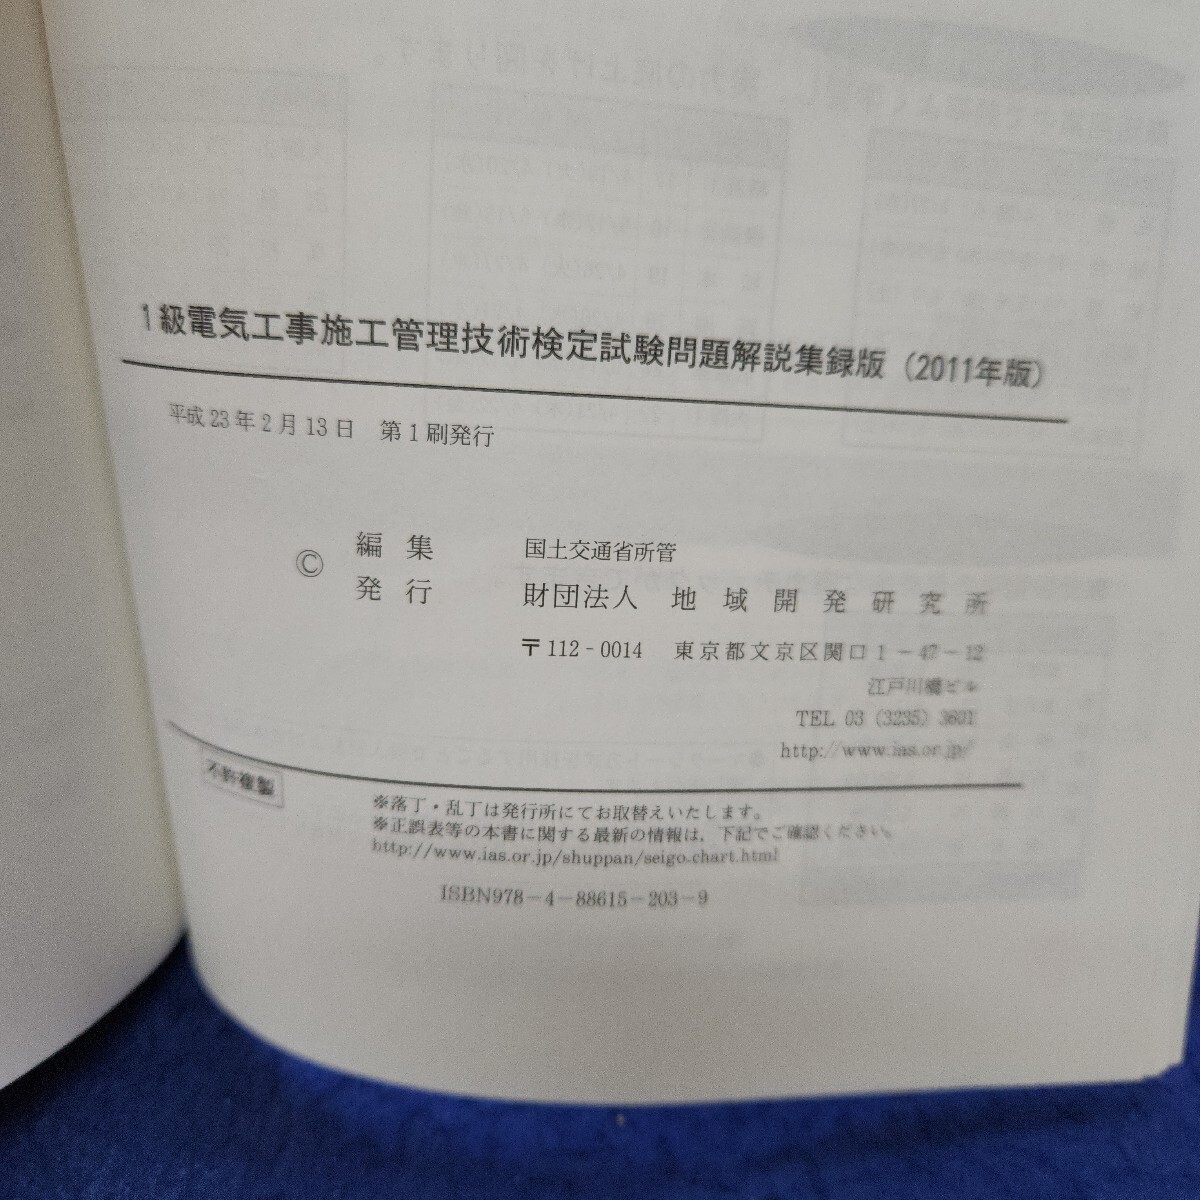 1級電気工事施工管理技術検定試験問題解説集録版（2011年版）
平成23年2月13日　第1刷発行
©
編 集　国土交通省所管
発 行　財団法人　地 域 開 発 研 究 所
〒112-0014　東京都文京区関口1-47-12
江戸川橋ビル
TEL 03 (3235) 3601
http://www.ias.or.jp/
※落丁・乱丁は発行所にてお取替えいたします。
※正誤表等の本書に関する最新の情報は，下記でご確認ください。
http://www.ias.or.jp/shuppan/seigo.chart.html
ISBN978-4-88615-203-9